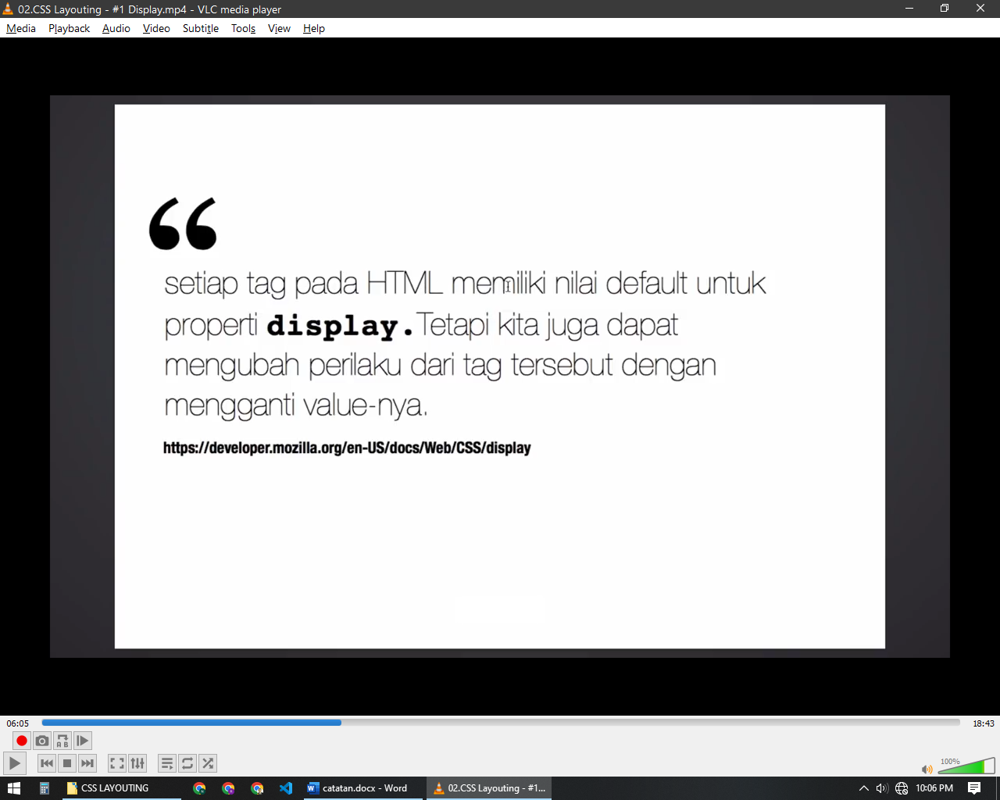 02.CSS Layouting - #1 Display.mp4 - VLC media player
Media Playback Audio Video Subtitle Tools View Help
“
setiap tag pada HTML memiliki nilai default untuk
properti display. Tetapi kita juga dapat
mengubah perilaku dari tag tersebut dengan
mengganti value-nya.
https://developer.mozilla.org/en-US/docs/Web/CSS/display
06:05 18:43
A B
100%
CSS LAYOUTING catatan.docx - Word 02.CSS Layouting - #1... 10:06 PM